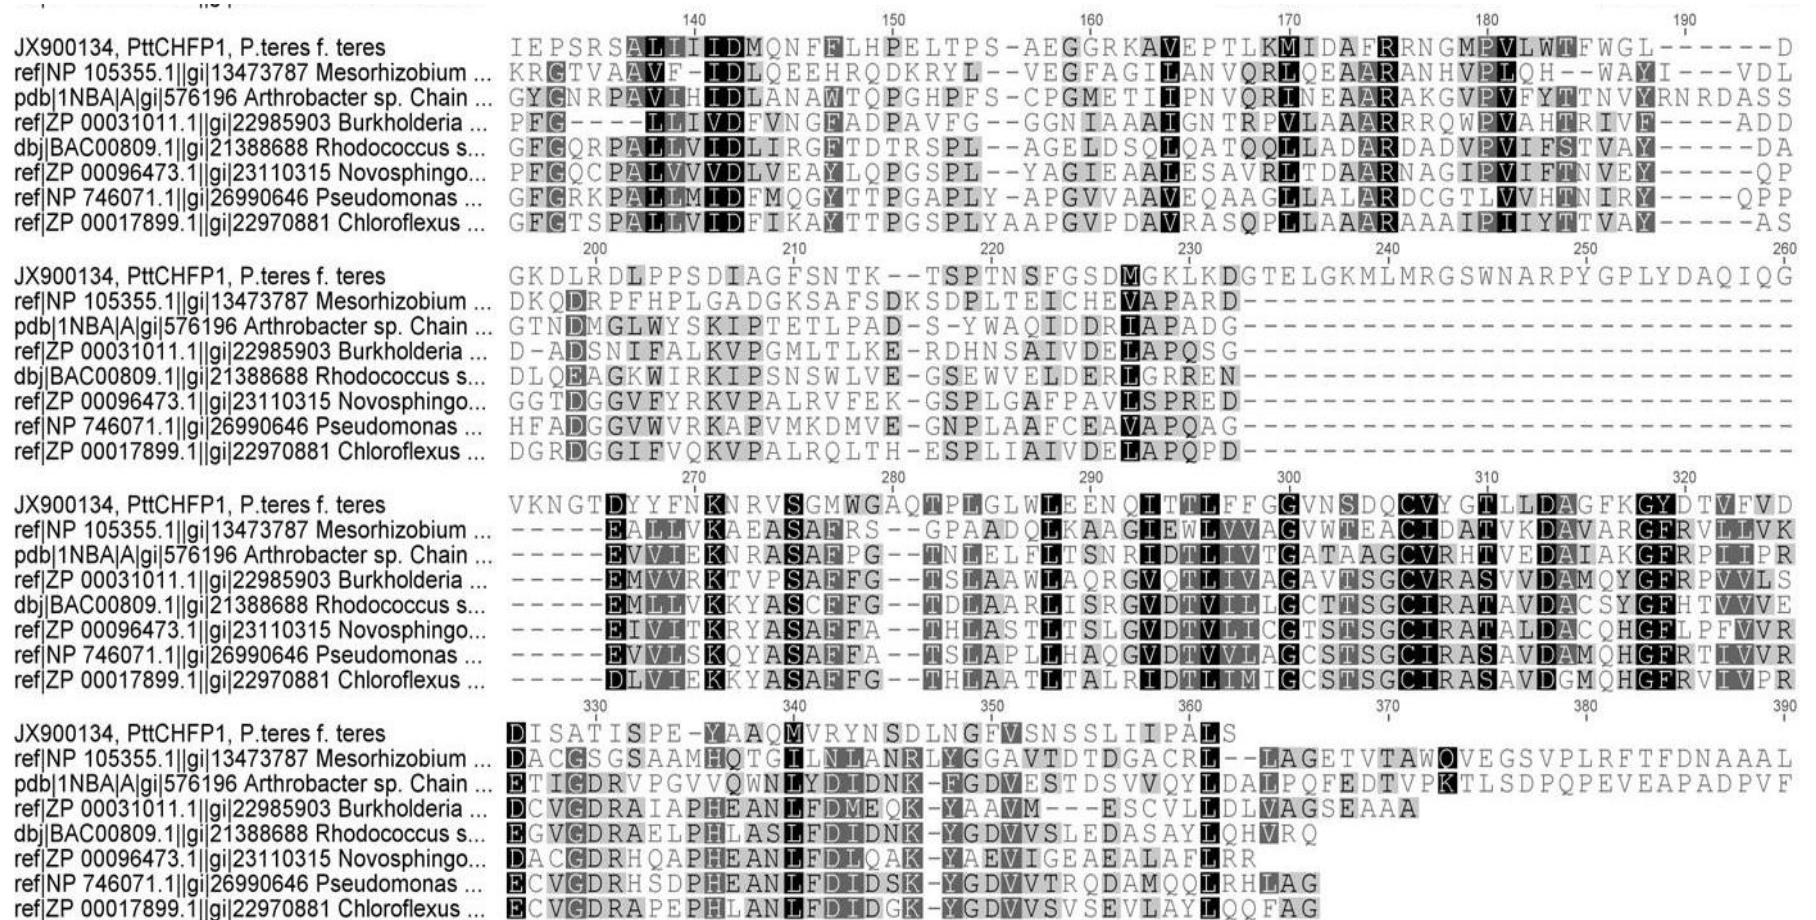 140 150 160 170 180 190
JX900134, PttCHFP1, P.teres f. teres IEPSRSALIIIDMQNFFLHPELTPS-AEGGRKAVEPTLKMIDAFRRNGMPVLWTFWGL------D
ref|NP 105355.1||gi|13473787 Mesorhizobium ... KRGTVAAVF-IDLQEEHRQDKRYL--VEGFAGILANVQRLQEAARANHVPLQH--WAYI---VDL
pdb|1NBA|A|gi|576196 Arthrobacter sp. Chain ... GYGNRPAVIHIDLANAWTQPGHPFS-CPGMETIIPNVQRINEAARAKGVPVFYTTNVYRNRDASS
ref|ZP 00031011.1||gi|22985903 Burkholderia ... PFG----LLIVDFVNGFADPAVFG--GGNIAAAIGNTRPVLAAARRRQWPVAHTRIVF----ADD
dbj|BAC00809.1||gi|21388688 Rhodococcus s... GFGQRPALLVIDLIRGFTDTRSPL--AGELDSQLQATQQLLADARDADVPVIFSTVAY-----DA
ref|ZP 00096473.1||gi|23110315 Novosphingo... PFGQCPALVVVDLVEAYLQPGSPL--YAGIEAALESAVRLTDAARNAGIPVIFTNVEY-----QP
ref|NP 746071.1||gi|26990646 Pseudomonas ... GFGRKPALLMIDFMQGYTTPGAPLY-APGVVAAVEQAAGLLALARDCGTLVVHTNIRY----QPP
ref|ZP 00017899.1||gi|22970881 Chloroflexus ... GFGTSPALLVIDFIKAYTTPGSPLYAAPGVPDAVRASQPLLAAARAAAIPIIYTTVAY-----AS
200 210 220 230 240 250 260
JX900134, PttCHFP1, P.teres f. teres GKDLRDLPPSDIAGFSNTK--TSPTNSFGSDMGKLKDGTELGKMLMRGSWNARPYGPLYDAQIQG
ref|NP 105355.1||gi|13473787 Mesorhizobium ... DKQDRPFHPLGADGKSAFSDKSDPLTEICHEVAPARD----------------------------
pdb|1NBA|A|gi|576196 Arthrobacter sp. Chain ... GTNDMGLWYSKIPTETLPAD-S-YWAQIDDRIAPADG----------------------------
ref|ZP 00031011.1||gi|22985903 Burkholderia ... D-ADSNIFALKVPGMLTLKE-RDHNSAIVDELAPQSG----------------------------
dbj|BAC00809.1||gi|21388688 Rhodococcus s... DLQEAGKWIRKIPSNSWLVE-GSEWVELDERLGRREN----------------------------
ref|ZP 00096473.1||gi|23110315 Novosphingo... GGTDGGVFYRKVPALRVFEK-GSPLGAFPAVLSPRED----------------------------
ref|NP 746071.1||gi|26990646 Pseudomonas ... HFADGGVWVRKAPVMKDMVE-GNPLAAFCEAVAPQAG----------------------------
ref|ZP 00017899.1||gi|22970881 Chloroflexus ... DGRDGGIFVQKVPALRQLTH-ESPLIAIVDELAPQPD----------------------------
270 280 290 300 310 320
JX900134, PttCHFP1, P.teres f. teres VKNGTDYYFNKNRVSGMWGAQTPLGLWLEENQITTLFFGGVNSDQCVYGTLLDAGFKGYDTVFVD
ref|NP 105355.1||gi|13473787 Mesorhizobium ... -----EALLVKAEASAFRS--GPAADQLKAAGIEWLVVAGVWTEACIDATVKDAVARGFRVLLVK
pdb|1NBA|A|gi|576196 Arthrobacter sp. Chain ... -----EVVIEKNRASAFPG--TNLELFLTSNRIDTLIVTGATAAGCVRHTVEDAIAKGFRPIIPR
ref|ZP 00031011.1||gi|22985903 Burkholderia ... -----EMVVRKTVPSAFFG--TSLAAWLAQRGVQTLIVAGAVTSGCVRASVVDAMQYGFRPVVLS
dbj|BAC00809.1||gi|21388688 Rhodococcus s... -----EMLLVKKYASCFFG--TDLAARLISRGVDTVILLGCTTSGCIRATAVDACSYGFHTVVVE
ref|ZP 00096473.1||gi|23110315 Novosphingo... -----EIVITKRYASAFFA--THLASTLTSLGVDTVLICGTSTSGCIRATALDACQHGFLPFVVR
ref|NP 746071.1||gi|26990646 Pseudomonas ... -----EVVLSKQYASAFFA--TSLAPLLHAQGVDTVVLAGCSTSGCIRASAVDAMQHGFRTIVVR
ref|ZP 00017899.1||gi|22970881 Chloroflexus ... -----DLVIEKKYASAFFG--THLAATLTALRIDTLIMIGCSTSGCIRASAVDGMQHGFRVIVPR
330 340 350 360 370 380 390
JX900134, PttCHFP1, P.teres f. teres DISATISPE-YAAQMVRYNSDLNGFVSNSSLIIPALS
ref|NP 105355.1||gi|13473787 Mesorhizobium ... DACGSGSAAMHQTGILNLANRLYGGAVTDTDGACRL--LAGETVTAWQVEGSVPLRFTFDNAAAL
pdb|1NBA|A|gi|576196 Arthrobacter sp. Chain ... ETIGDRVPGVVQWNLYDIDNK-FGDVESTDSVVQYLDALPQFEDTVPKTLSDPQPEVEAPADPVF
ref|ZP 00031011.1||gi|22985903 Burkholderia ... DCVGDRAIAPHEANLFDMEQK-YAAVM---ESCVLLDLVAGSEAAA
dbj|BAC00809.1||gi|21388688 Rhodococcus s... EGVGDRAELPHLASLFDIDNK-YGDVVSLEDASAYLQHVRQ
ref|ZP 00096473.1||gi|23110315 Novosphingo... DACGDRHQAPHEANLFDLQAK-YAEVIGEAEALAFLRR
ref|NP 746071.1||gi|26990646 Pseudomonas ... ECVGDRHSDPHEANLFDIDSK-YGDVVTRQDAMQQLRHLAG
ref|ZP 00017899.1||gi|22970881 Chloroflexus ... ECVGDRAPEPHLANLFDIDGK-YGDVVSVSEVLAYLQQFAG